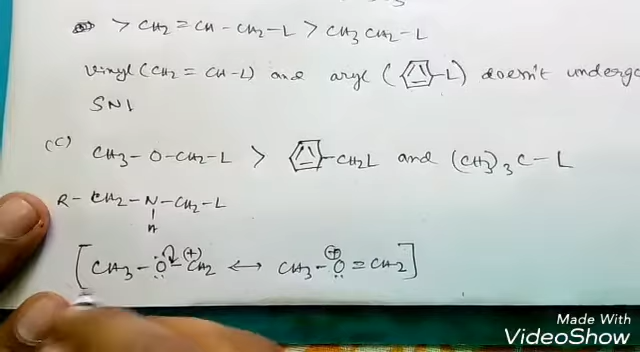 > CH2 = CH - CH2 - L > CH3 CH2 - L
Vinyl (CH2 = CH - L) and aryl ( - L) doesn't undergo
SN1
(C) CH3 - O - CH2 - L > - CH2L and (CH3)3 C - L
R - CH2 - N - CH2 - L
H
[CH3 - O - CH2 (+) ↔ CH3 - O (+) = CH2]
Made With
VideoShow